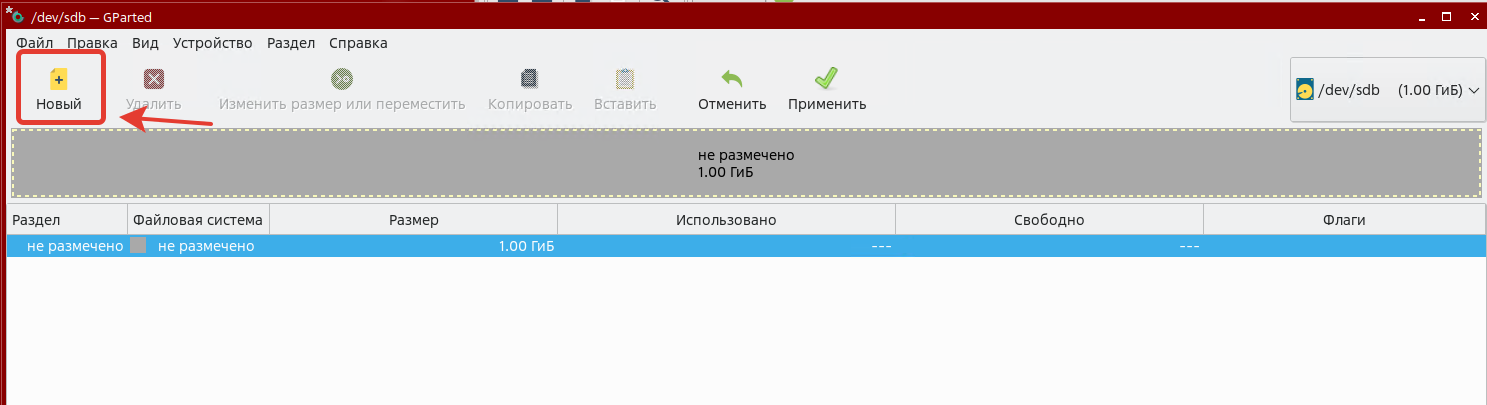 /dev/sdb — GParted
Файл Правка Вид Устройство Раздел Справка
Новый Удалить Изменить размер или переместить Копировать Вставить Отменить Применить /dev/sdb (1.00 ГиБ)
не размечено
1.00 ГиБ
Раздел Файловая система Размер Использовано Свободно Флаги
не размечено не размечено 1.00 ГиБ --- ---